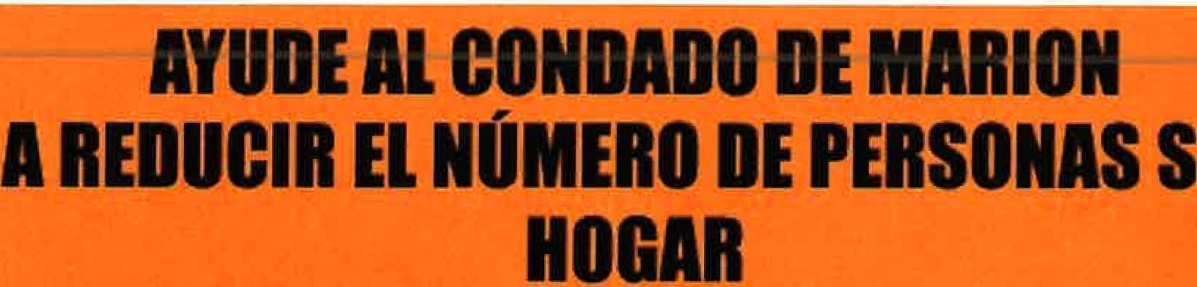 AYUDE AL CONDADO DE MARION
A REDUCIR EL NÚMERO DE PERSONAS S
HOGAR